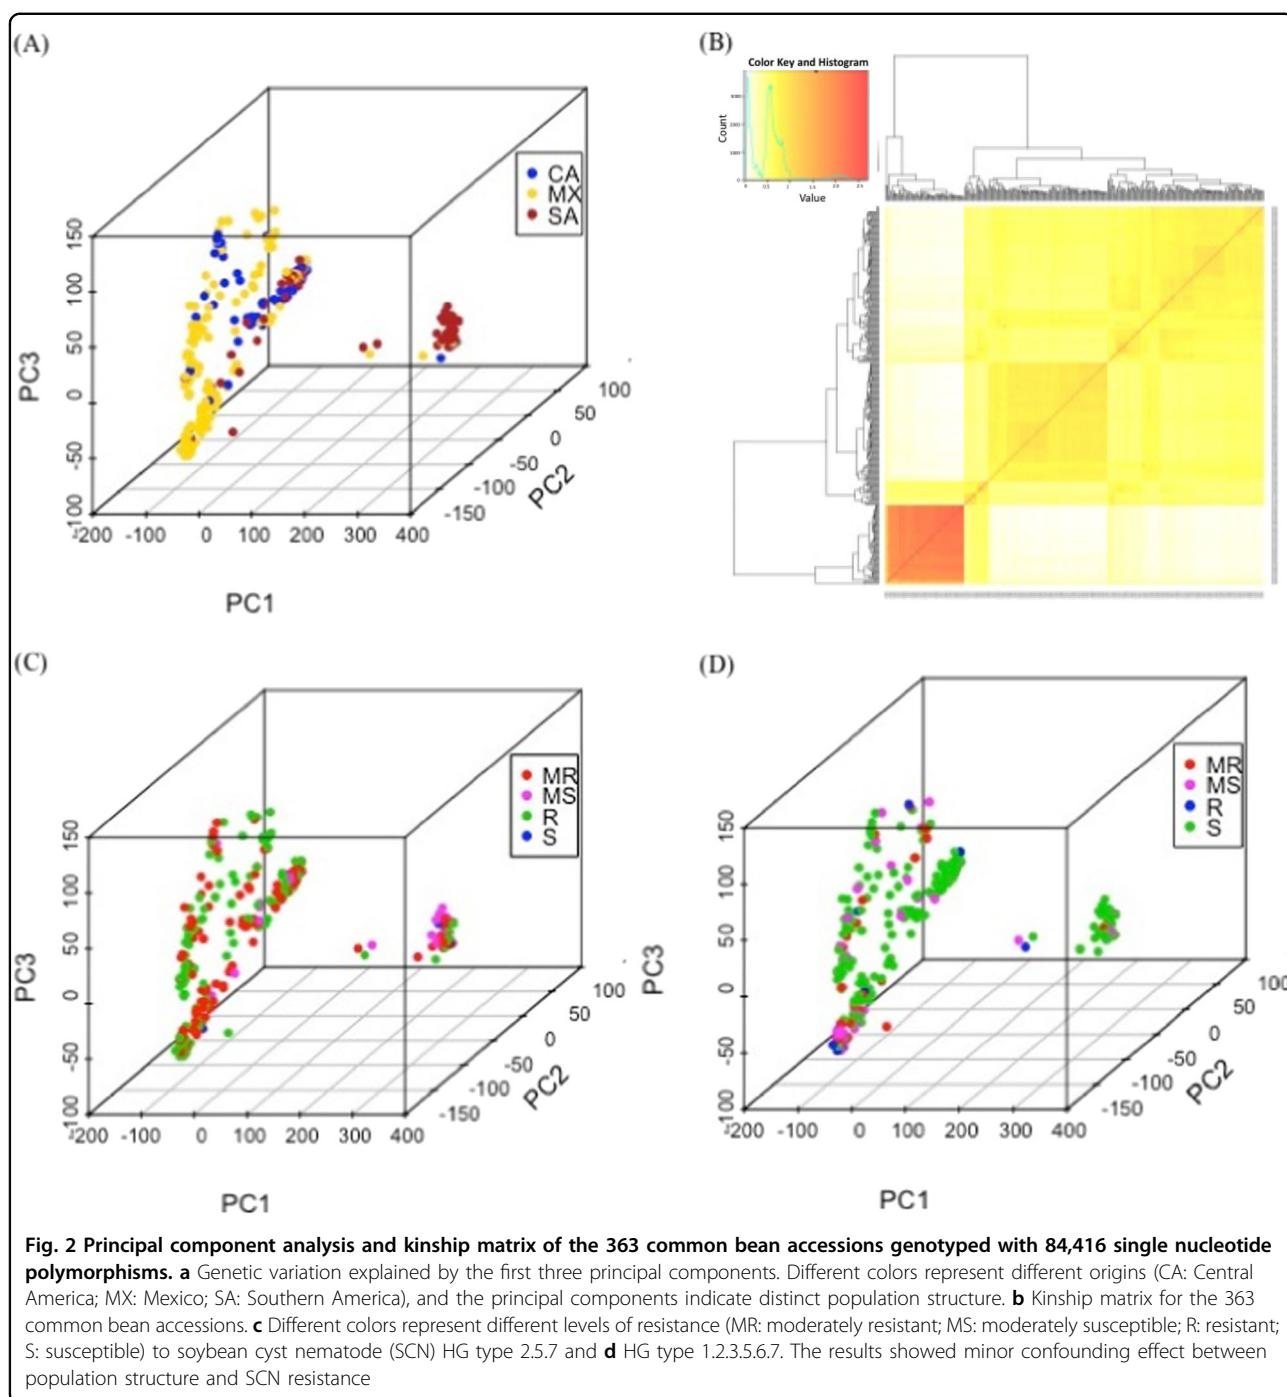 (A)
CA
MX
SA
150
100
50
0
-50
-100
PC3
-200 -100 0 100 200 300 400
PC1
-150
-100
-50
0
50
100
PC2
(B)
Color Key and Histogram
Count
Value
0 0.5 1 1.5 2 2.5
(C)
MR
MS
R
S
150
100
50
0
-50
-100
PC3
-200 -100 0 100 200 300 400
PC1
-150
-100
-50
0
50
100
PC2
(D)
MR
MS
R
S
150
100
50
0
-50
-100
PC3
-200 -100 0 100 200 300 400
PC1
-150
-100
-50
0
50
100
PC2
Fig. 2 Principal component analysis and kinship matrix of the 363 common bean accessions genotyped with 84,416 single nucleotide
polymorphisms. a Genetic variation explained by the first three principal components. Different colors represent different origins (CA: Central
America; MX: Mexico; SA: Southern America), and the principal components indicate distinct population structure. b Kinship matrix for the 363
common bean accessions. c Different colors represent different levels of resistance (MR: moderately resistant; MS: moderately susceptible; R: resistant;
S: susceptible) to soybean cyst nematode (SCN) HG type 2.5.7 and d HG type 1.2.3.5.6.7. The results showed minor confounding effect between
population structure and SCN resistance